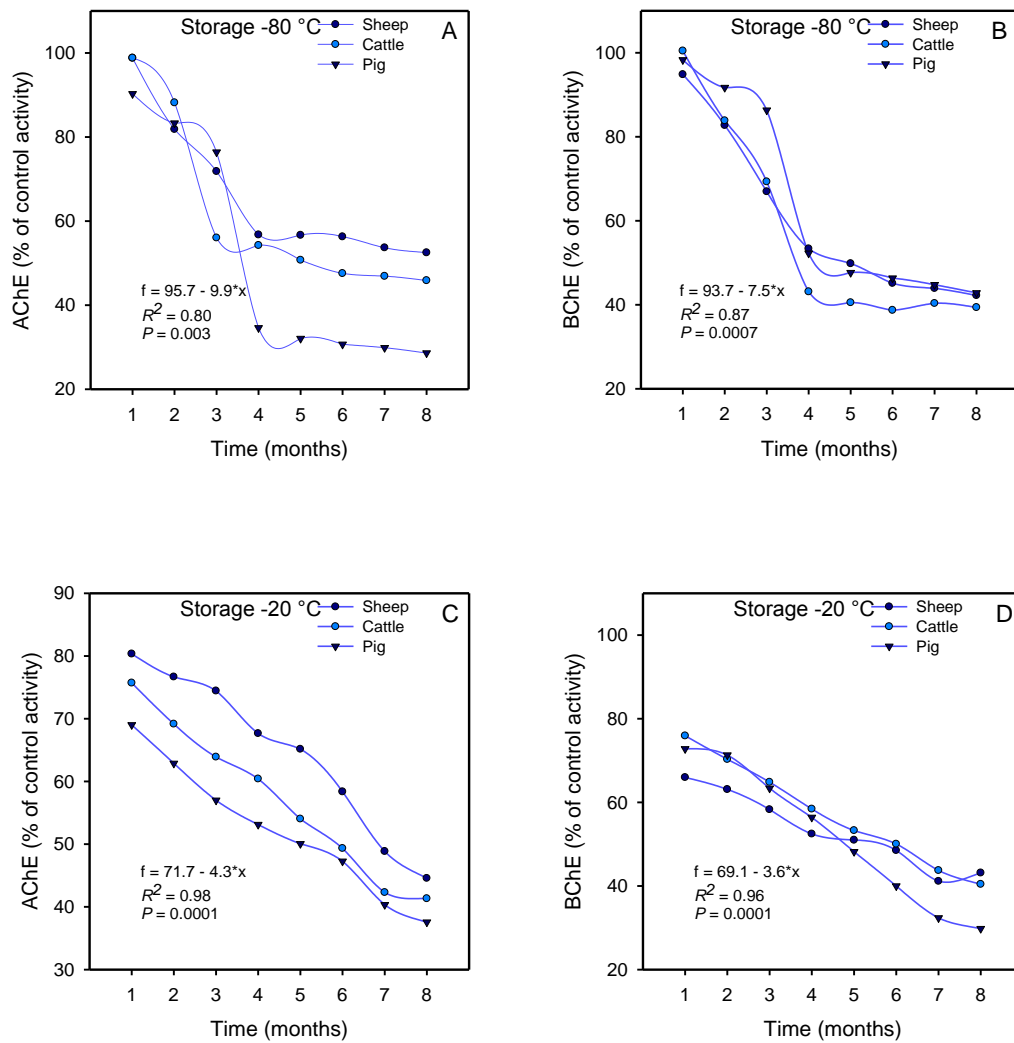 Storage -80 °C
A
Sheep
Cattle
Pig
AChE (% of control activity)
100
80
60
40
20
f = 95.7 - 9.9*x
R² = 0.80
P = 0.003
1 2 3 4 5 6 7 8
Time (months)
Storage -80 °C
B
Sheep
Cattle
Pig
BChE (% of control activity)
100
80
60
40
20
f = 93.7 - 7.5*x
R² = 0.87
P = 0.0007
1 2 3 4 5 6 7 8
Time (months)
Storage -20 °C
C
Sheep
Cattle
Pig
AChE (% of control activity)
90
80
70
60
50
40
30
f = 71.7 - 4.3*x
R² = 0.98
P = 0.0001
1 2 3 4 5 6 7 8
Time (months)
Storage -20 °C
D
Sheep
Cattle
Pig
BChE (% of control activity)
100
80
60
40
20
f = 69.1 - 3.6*x
R² = 0.96
P = 0.0001
1 2 3 4 5 6 7 8
Time (months)